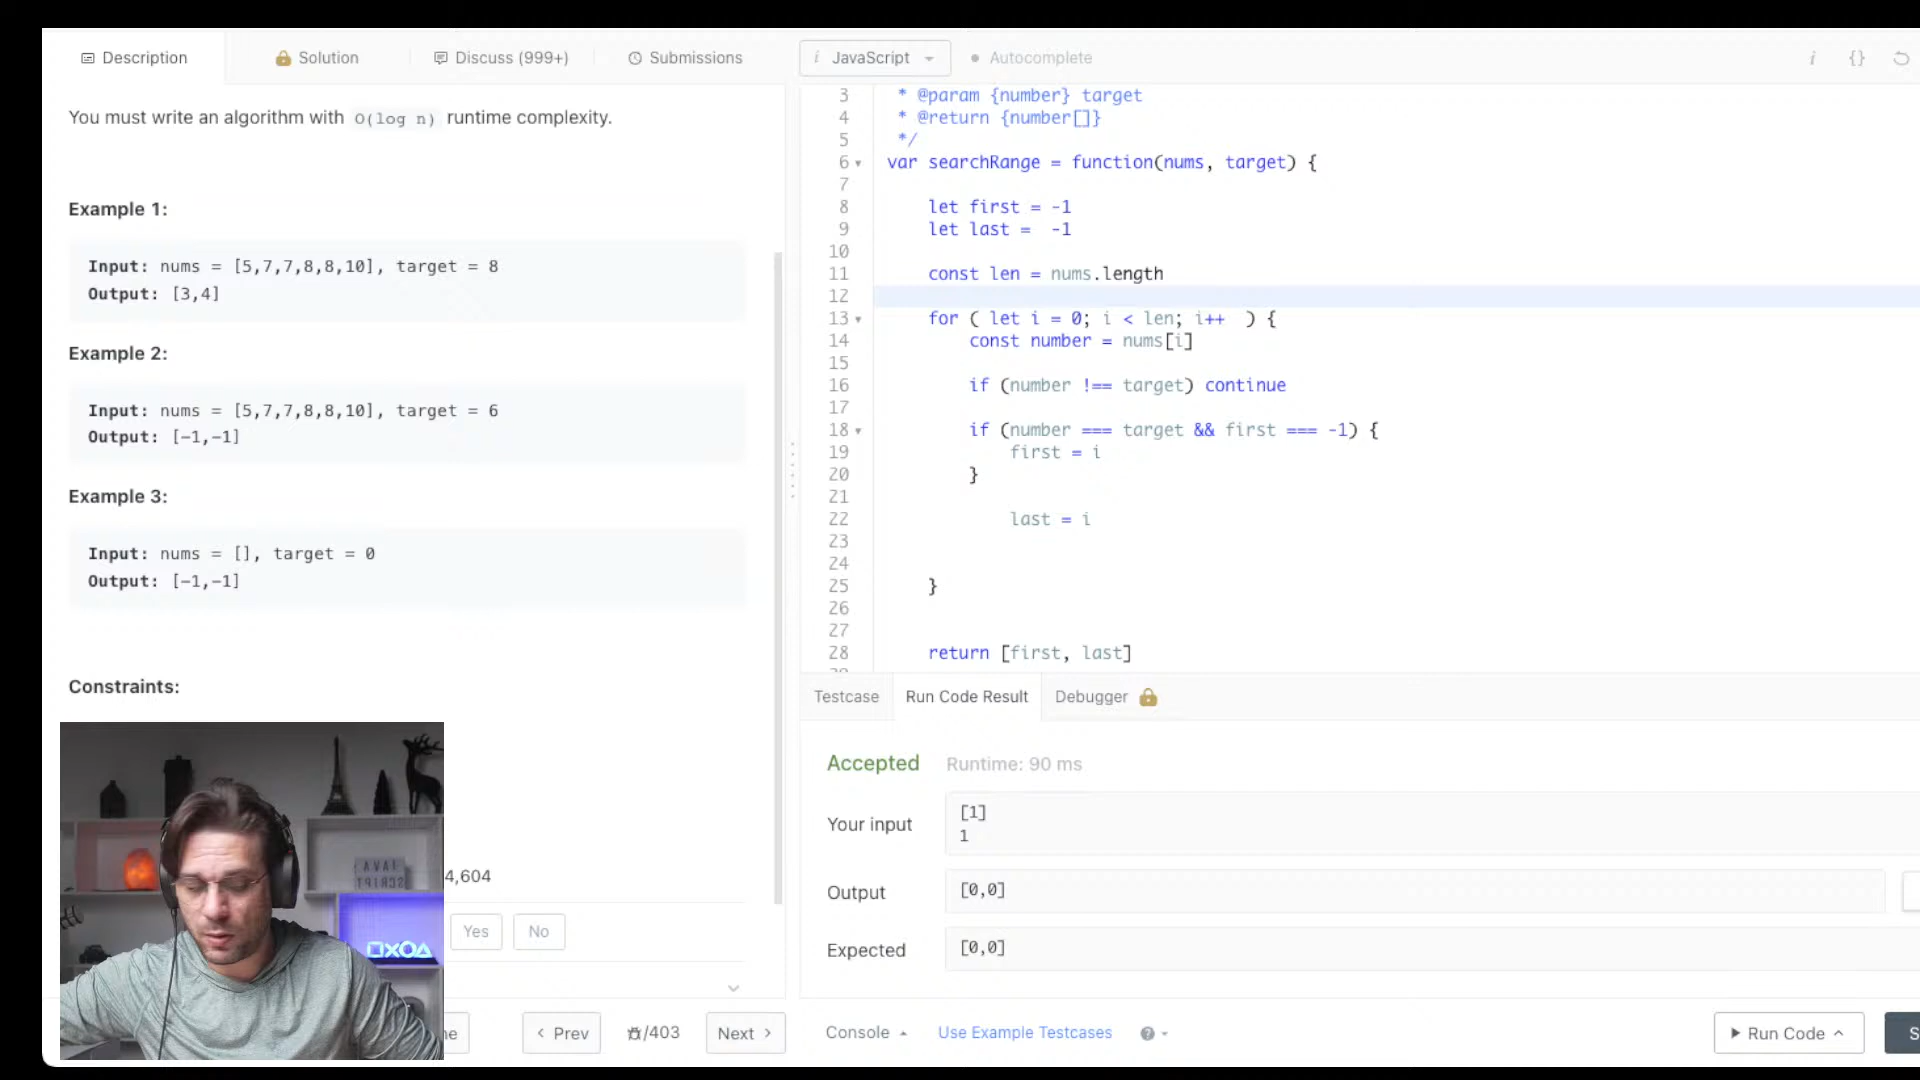 Description
Solution
Discuss (999+)
Submissions
i JavaScript
Autocomplete
i {}
You must write an algorithm with O(log n) runtime complexity.
Example 1:
Input: nums = [5,7,7,8,8,10], target = 8
Output: [3,4]
Example 2:
Input: nums = [5,7,7,8,8,10], target = 6
Output: [-1,-1]
Example 3:
Input: nums = [], target = 0
Output: [-1,-1]
Constraints:
4,604
Yes
No
Prev
/403
Next
3 * @param {number} target
4 * @return {number[]}
5 */
6 var searchRange = function(nums, target) {
7
8 let first = -1
9 let last =  -1
10
11 const len = nums.length
12
13 for ( let i = 0; i < len; i++  ) {
14 const number = nums[i]
15
16 if (number !== target) continue
17
18 if (number === target && first === -1) {
19 first = i
20 }
21
22 last = i
23
24
25 }
26
27
28 return [first, last]
Testcase
Run Code Result
Debugger
Accepted
Runtime: 90 ms
Your input
[1]
1
Output
[0,0]
Expected
[0,0]
Console
Use Example Testcases
?
Run Code
S